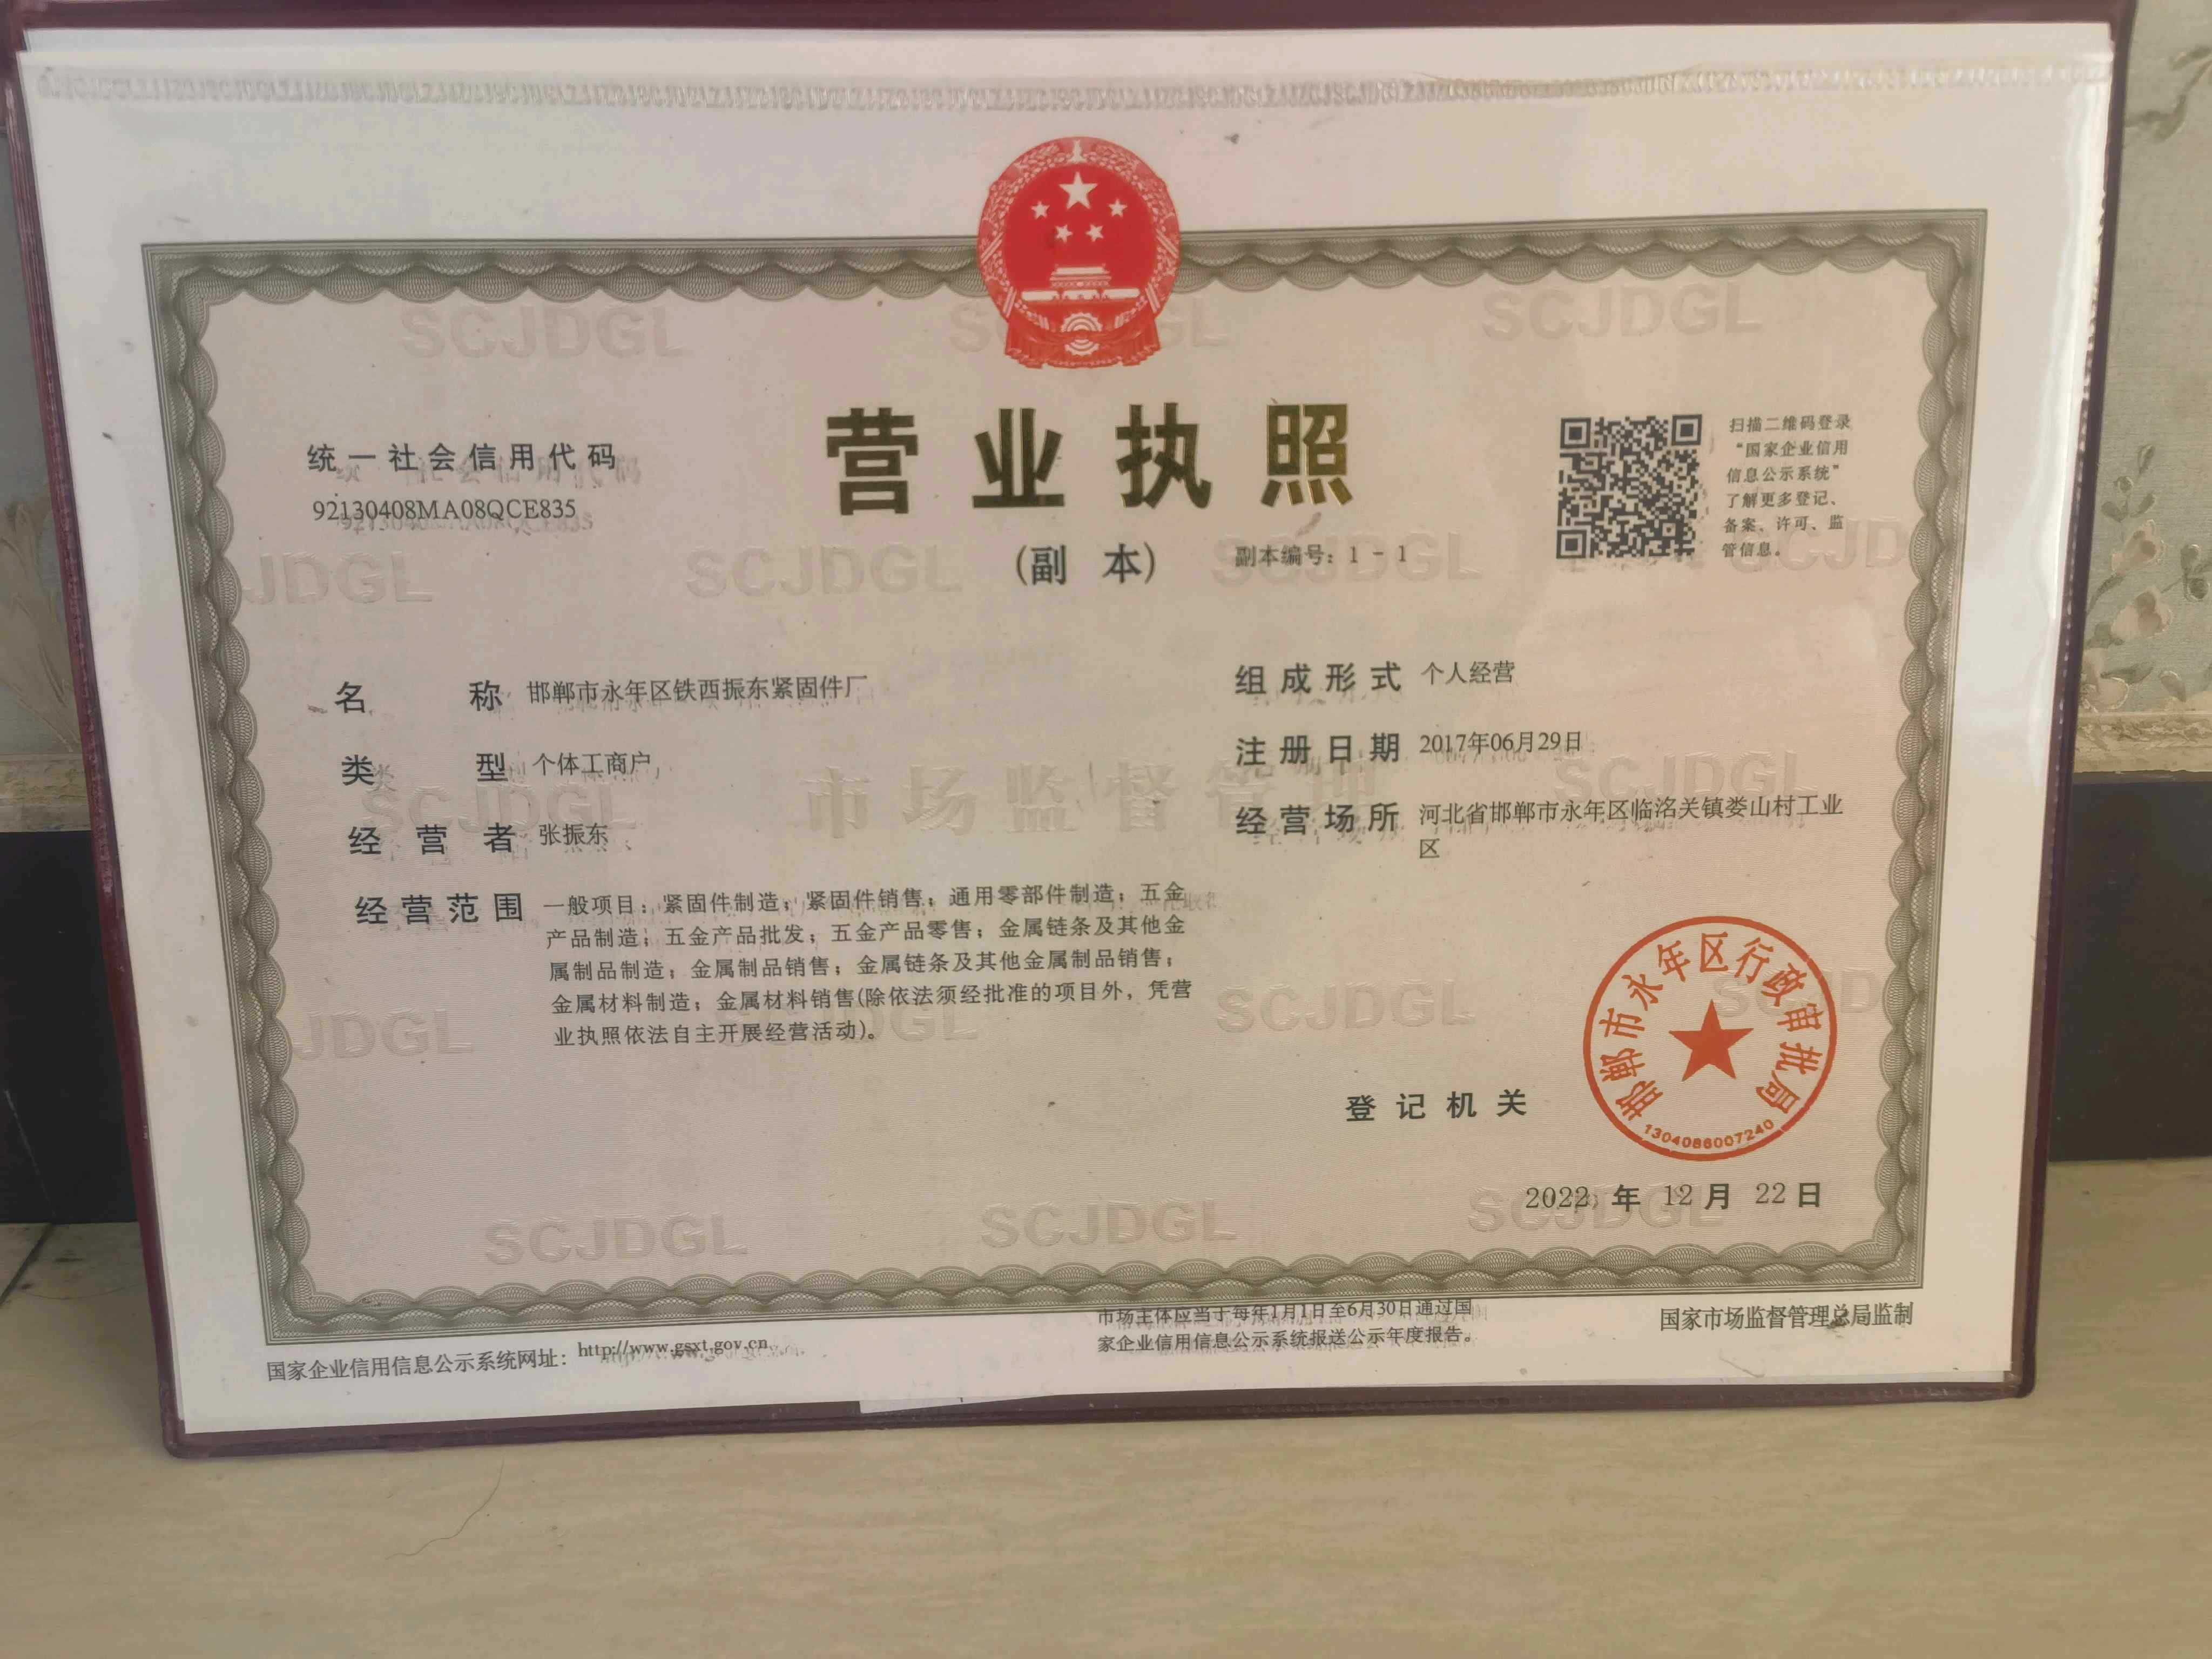 统一社会信用代码
92130408MA08QCE835
营业执照
(副 本)
副本编号：1 - 1
扫描二维码登录
“国家企业信用
信息公示系统”
了解更多登记、
备案、许可、监
管信息。
名 称 邯郸市永年区铁西振东紧固件厂
类 型 个体工商户
经 营 者 张振东
经 营 范 围 一般项目：紧固件制造；紧固件销售；通用零部件制造；五金
产品制造；五金产品批发；五金产品零售；金属链条及其他金
属制品制造；金属制品销售；金属链条及其他金属制品销售；
金属材料制造；金属材料销售(除依法须经批准的项目外，凭营
业执照依法自主开展经营活动)。
组 成 形 式 个人经营
注 册 日 期 2017年06月29日
经 营 场 所 河北省邯郸市永年区临洺关镇娄山村工业
区
市场监督管理
SCJDGL
登 记 机 关
邯郸市永年区行政审批局
1304086007240
2022 年 12 月 22 日
国家企业信用信息公示系统网址：http://www.gsxt.gov.cn
市场主体应当于每年1月1日至6月30日通过国
家企业信用信息公示系统报送公示年度报告。
国家市场监督管理总局监制